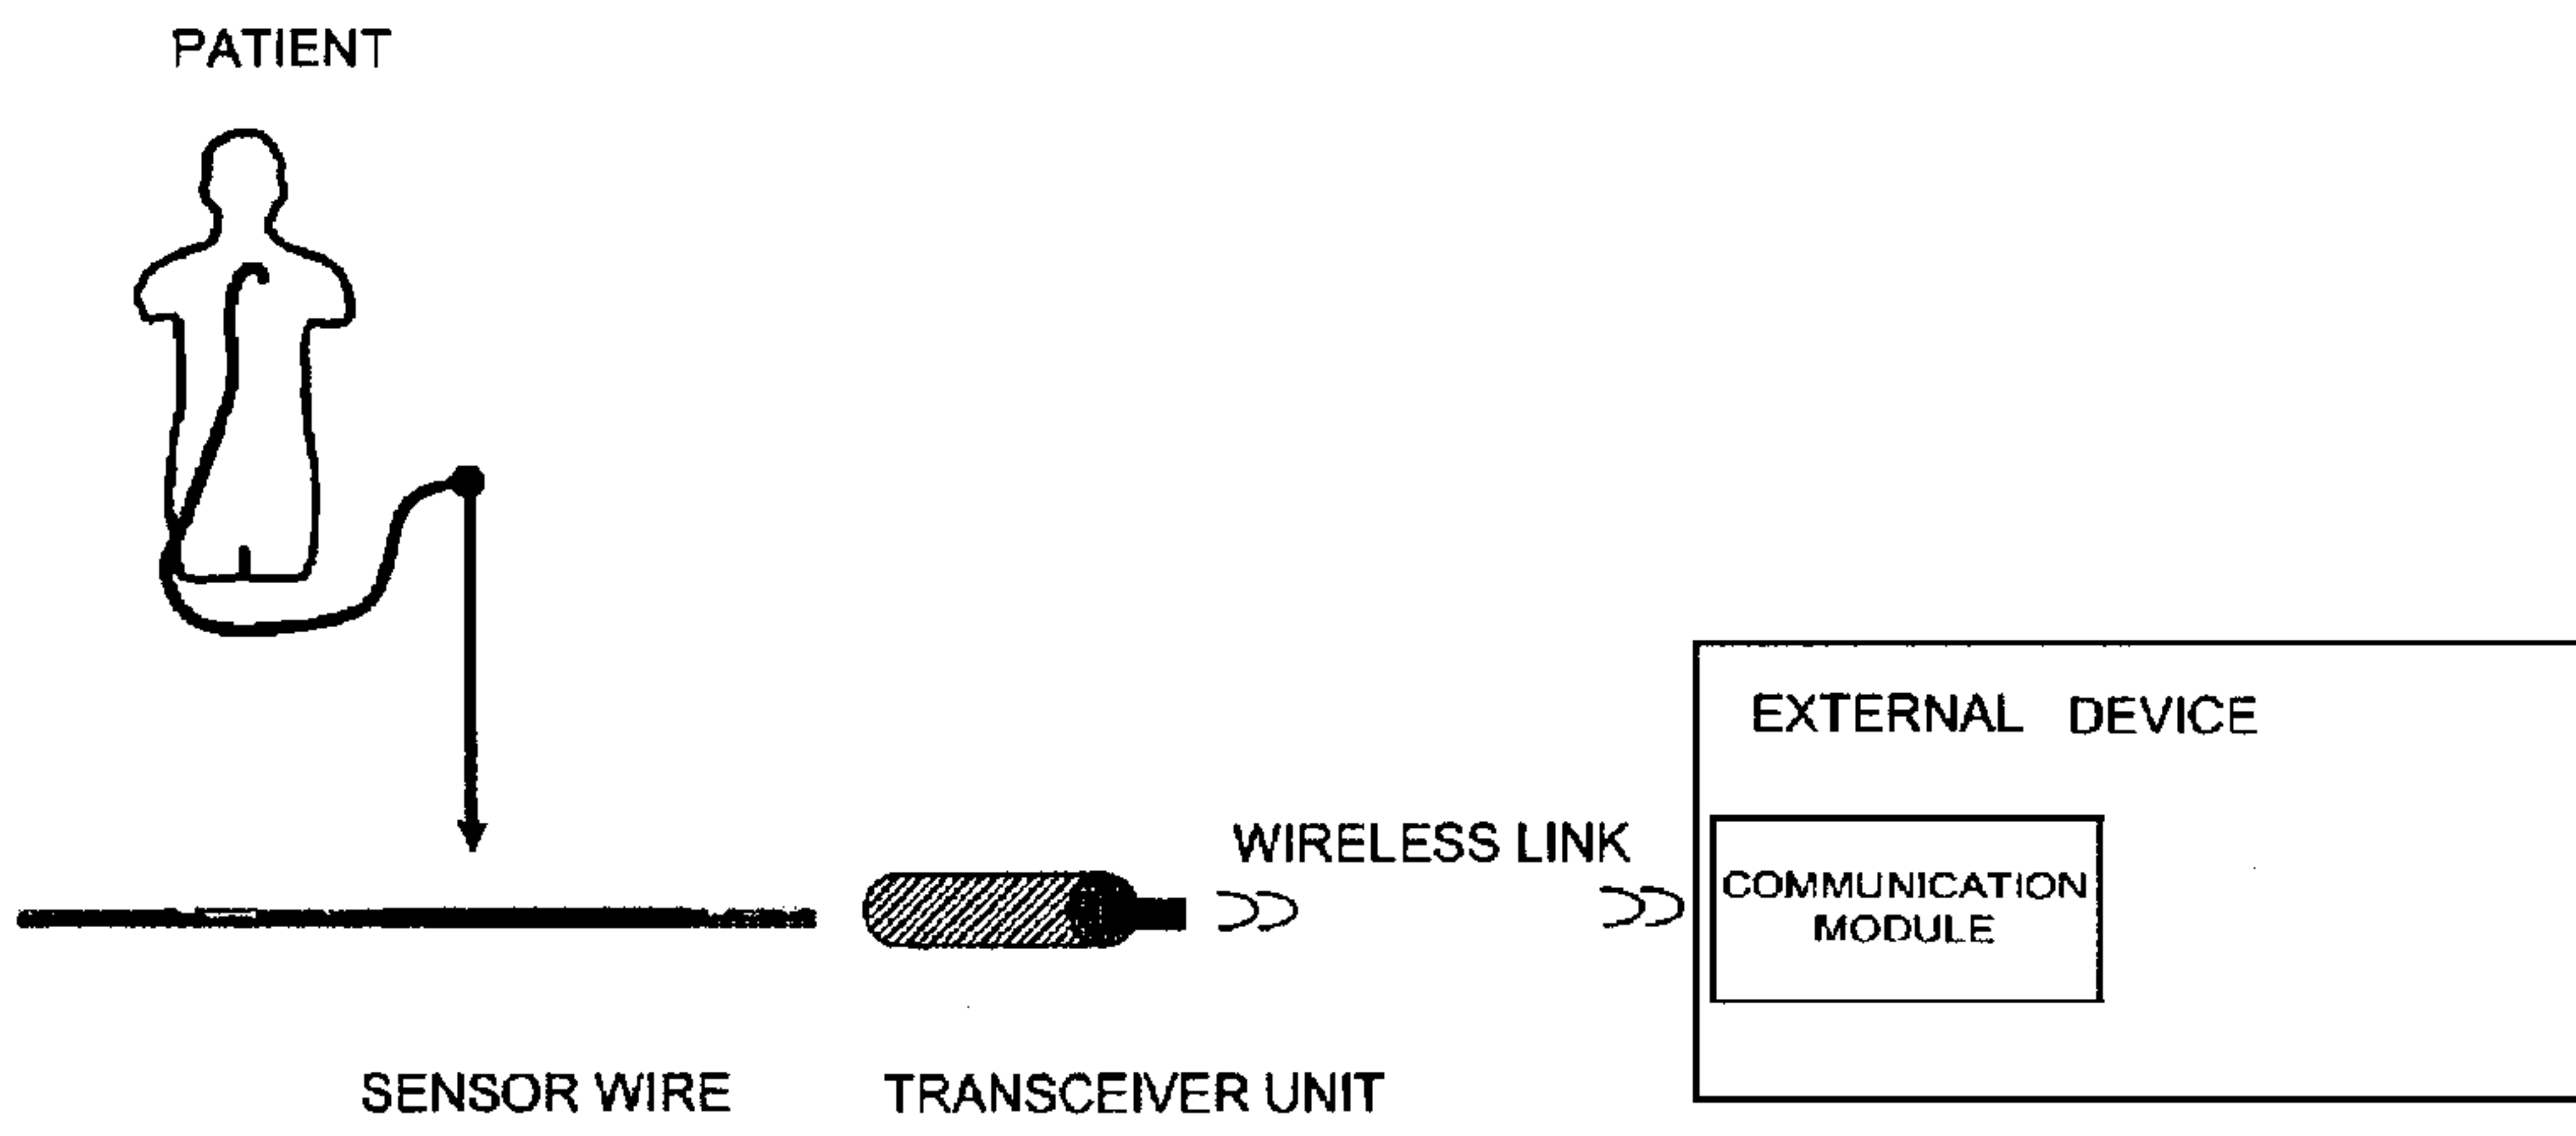 PATIENT
EXTERNAL DEVICE
WIRELESS LINK
COMMUNICATION
MODULE
SENSOR WIRE
TRANSCEIVER UNIT